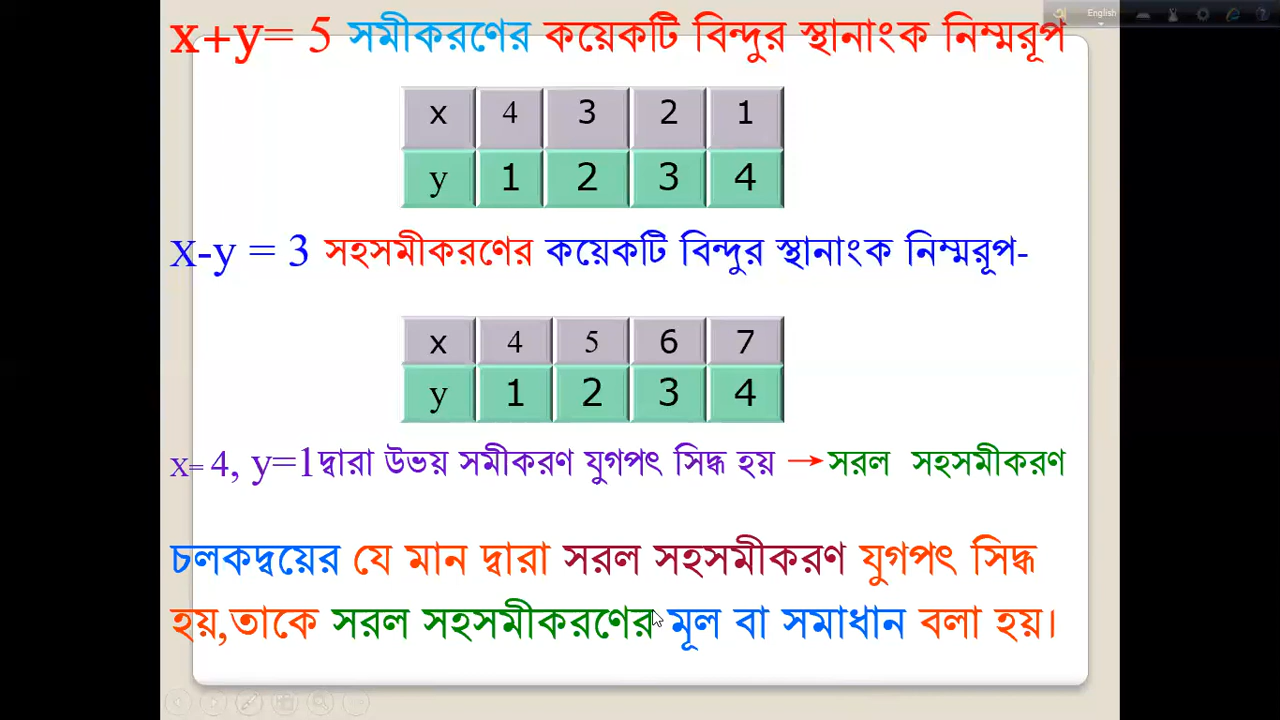 English
x+y= 5 সমীকরণের কয়েকটি বিন্দুর স্থানাংক নিম্মরূপ
x 4 3 2 1
y 1 2 3 4
X-y = 3 সহসমীকরণের কয়েকটি বিন্দুর স্থানাংক নিম্মরূপ-
x 4 5 6 7
y 1 2 3 4
X= 4, y=1দ্বারা উভয় সমীকরণ যুগপৎ সিদ্ধ হয় →সরল সহসমীকরণ
চলকদ্বয়ের যে মান দ্বারা সরল সহসমীকরণ যুগপৎ সিদ্ধ
হয়,তাকে সরল সহসমীকরণের মূল বা সমাধান বলা হয়।